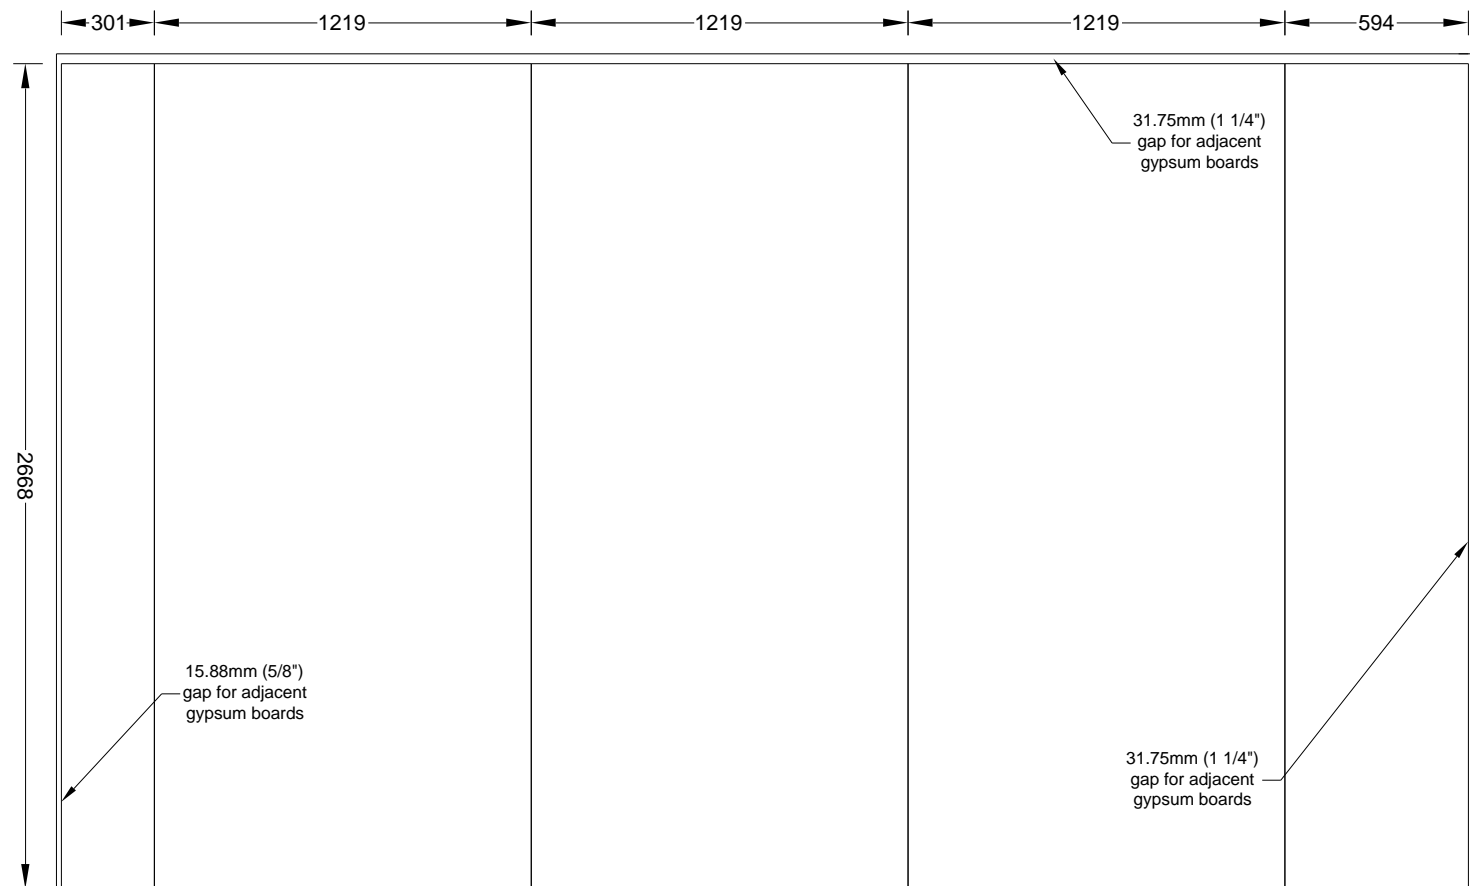 301
1219
1219
1219
594
31.75mm (1 1/4")
gap for adjacent
gypsum boards
2668
15.88mm (5/8")
gap for adjacent
gypsum boards
31.75mm (1 1/4")
gap for adjacent
gypsum boards